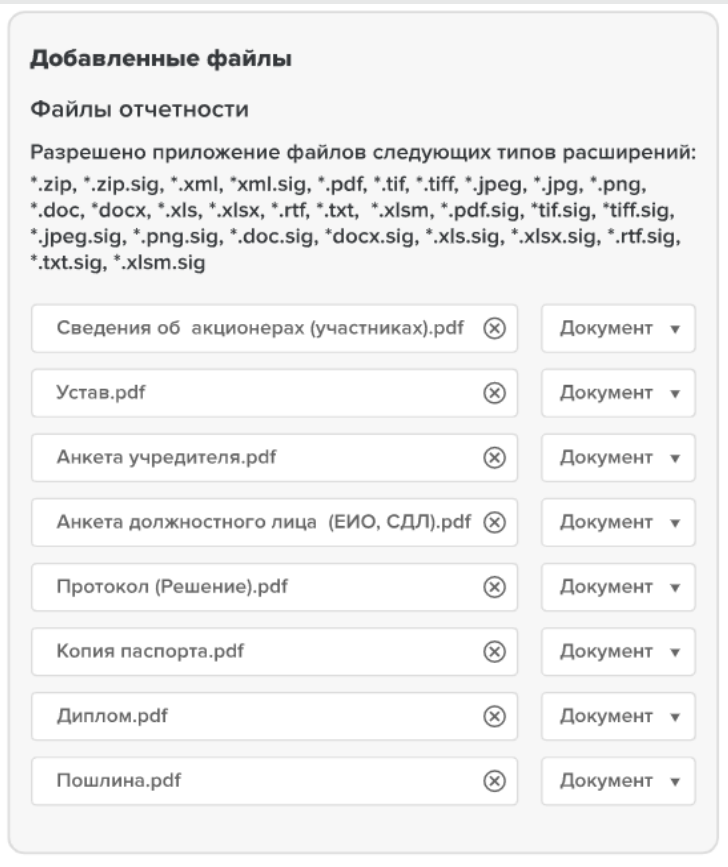 Добавленные файлы
Файлы отчетности
Разрешено приложение файлов следующих типов расширений:
*.zip, *.zip.sig, *.xml, *xml.sig, *.pdf, *.tif, *.tiff, *.jpeg, *.jpg, *.png,
*.doc, *docx, *.xls, *.xlsx, *.rtf, *.txt,  *.xlsm, *.pdf.sig, *tif.sig, *tiff.sig,
*.jpeg.sig, *.png.sig, *.doc.sig, *docx.sig, *.xls.sig, *.xlsx.sig, *.rtf.sig,
*.txt.sig, *.xlsm.sig
Сведения об  акционерах (участниках).pdf Документ
Устав.pdf Документ
Анкета учредителя.pdf Документ
Анкета должностного лица  (ЕИО, СДЛ).pdf Документ
Протокол (Решение).pdf Документ
Копия паспорта.pdf Документ
Диплом.pdf Документ
Пошлина.pdf Документ